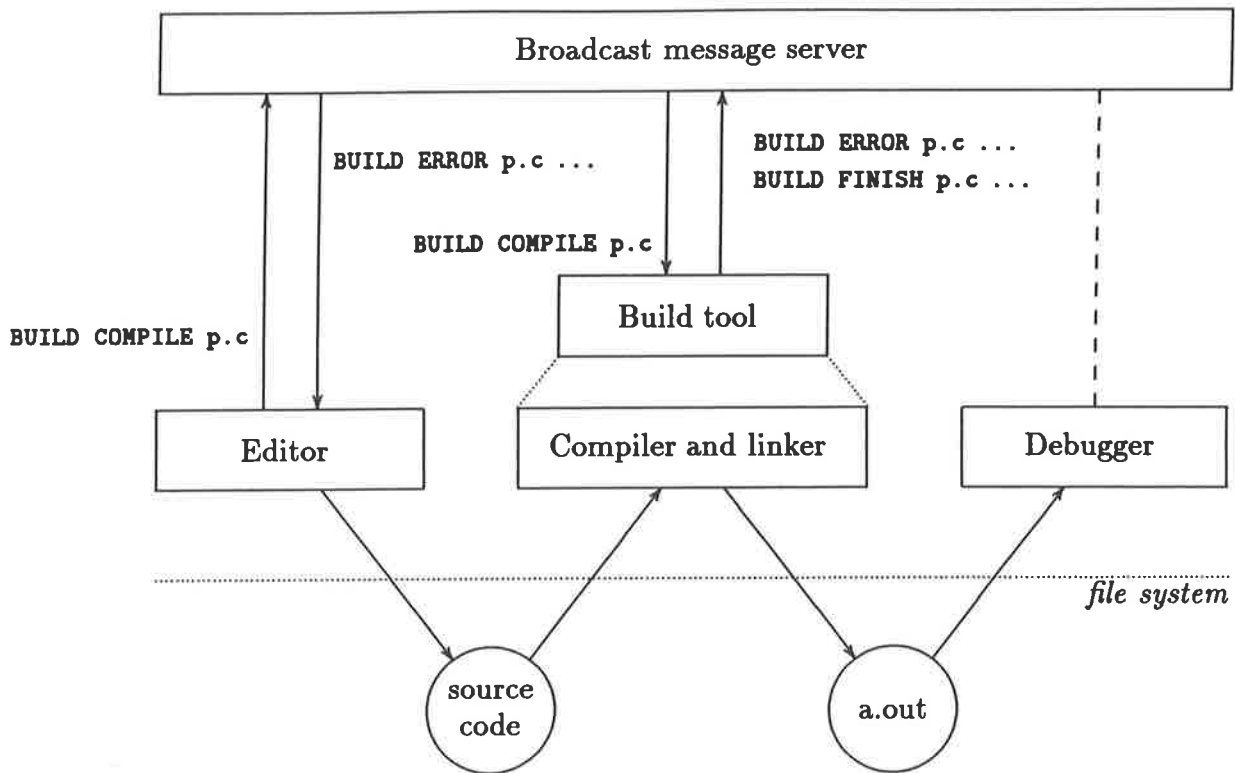 Broadcast message server
BUILD ERROR p.c ...
BUILD ERROR p.c ...
BUILD FINISH p.c ...
BUILD COMPILE p.c
Build tool
BUILD COMPILE p.c
Editor
Compiler and linker
Debugger
file system
source
code
a.out